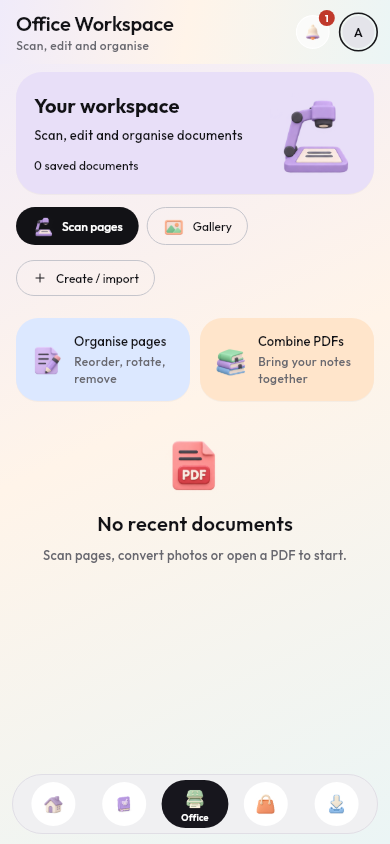 Office Workspace
Scan, edit and organise
1
A
Your workspace
Scan, edit and organise documents
0 saved documents
Scan pages
Gallery
+ Create / import
Organise pages
Reorder, rotate,
remove
Combine PDFs
Bring your notes
together
PDF
No recent documents
Scan pages, convert photos or open a PDF to start.
Office